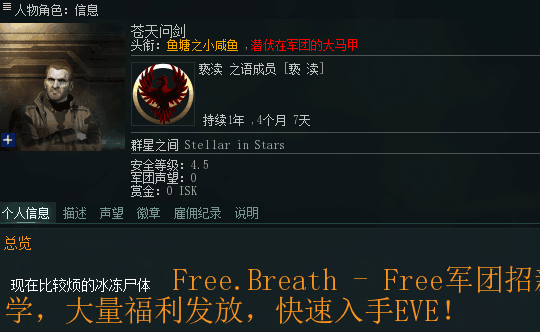 人物角色：信息
苍天问剑
头衔：鱼塘之小咸鱼 ,潜伏在军团的大马甲
亵渎 之语成员 [亵 渎]
持续1年 ,4个月 7天
群星之间 Stellar in Stars
安全等级：4.5
军团声望：0
赏金：0 ISK
个人信息 描述 声望 徽章 雇佣纪录 说明
总览
现在比较烦的冰冻尸体 Free.Breath - Free军团招新
学，大量福利发放，快速入手EVE！